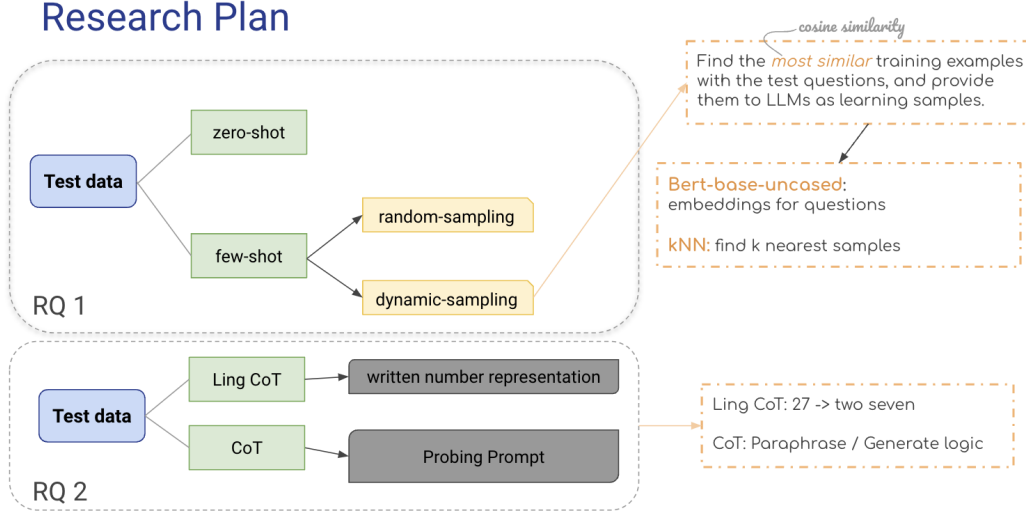 Research Plan
cosine similarity
Find the most similar training examples
with the test questions, and provide
them to LLMs as learning samples.
zero-shot
Test data
few-shot
random-sampling
dynamic-sampling
RQ 1
Bert-base-uncased:
embeddings for questions
kNN: find k nearest samples
Ling CoT
written number representation
Test data
CoT
Probing Prompt
RQ 2
Ling CoT: 27 -> two seven
CoT: Paraphrase / Generate logic